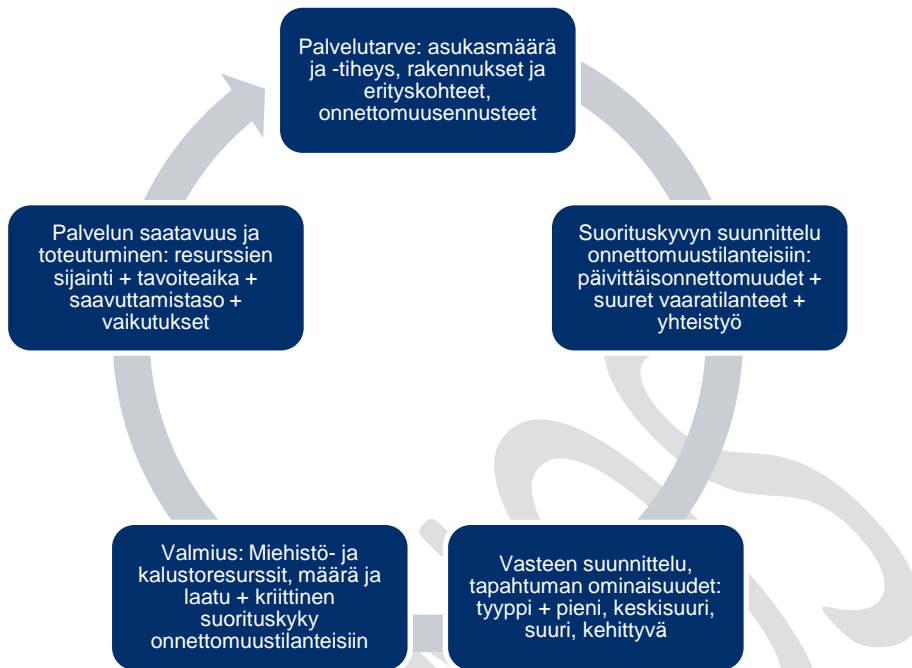 Palvelutarve: asukasmäärä
ja -tiheys, rakennukset ja
erityskohteet,
onnettomuusennusteet
Suorituskyvyn suunnittelu
onnettomuustilanteisiin:
päivittäisonnettomuudet +
suuret vaaratilanteet +
yhteistyö
Vasteen suunnittelu,
tapahtuman ominaisuudet:
tyyppi + pieni, keskisuuri,
suuri, kehittyvä
Valmius: Miehistö- ja
kalustoresurssit, määrä ja
laatu + kriittinen
suorituskyky
onnettomuustilanteisiin
Palvelun saatavuus ja
toteutuminen: resurssien
sijainti + tavoiteaika +
saavuttamistaso +
vaikutukset